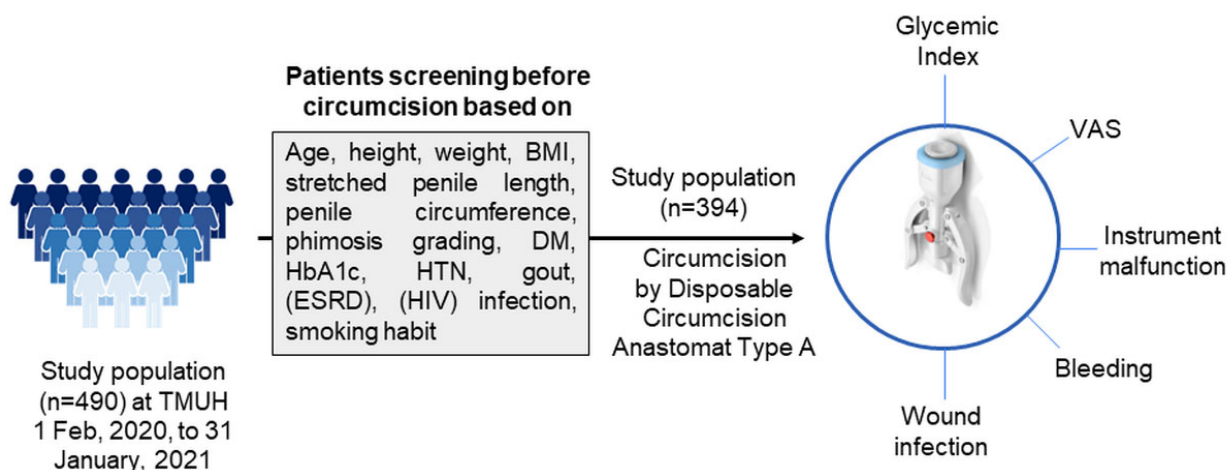 Patients screening before
circumcision based on
Age, height, weight, BMI,
stretched penile length,
penile circumference,
phimosis grading, DM,
HbA1c, HTN, gout,
(ESRD), (HIV) infection,
smoking habit
Study population
(n=490) at TMUH
1 Feb, 2020, to 31
January, 2021
Study population
(n=394)
Circumcision
by Disposable
Circumcision
Anastomat Type A
Glycemic
Index
VAS
Instrument
malfunction
Bleeding
Wound
infection